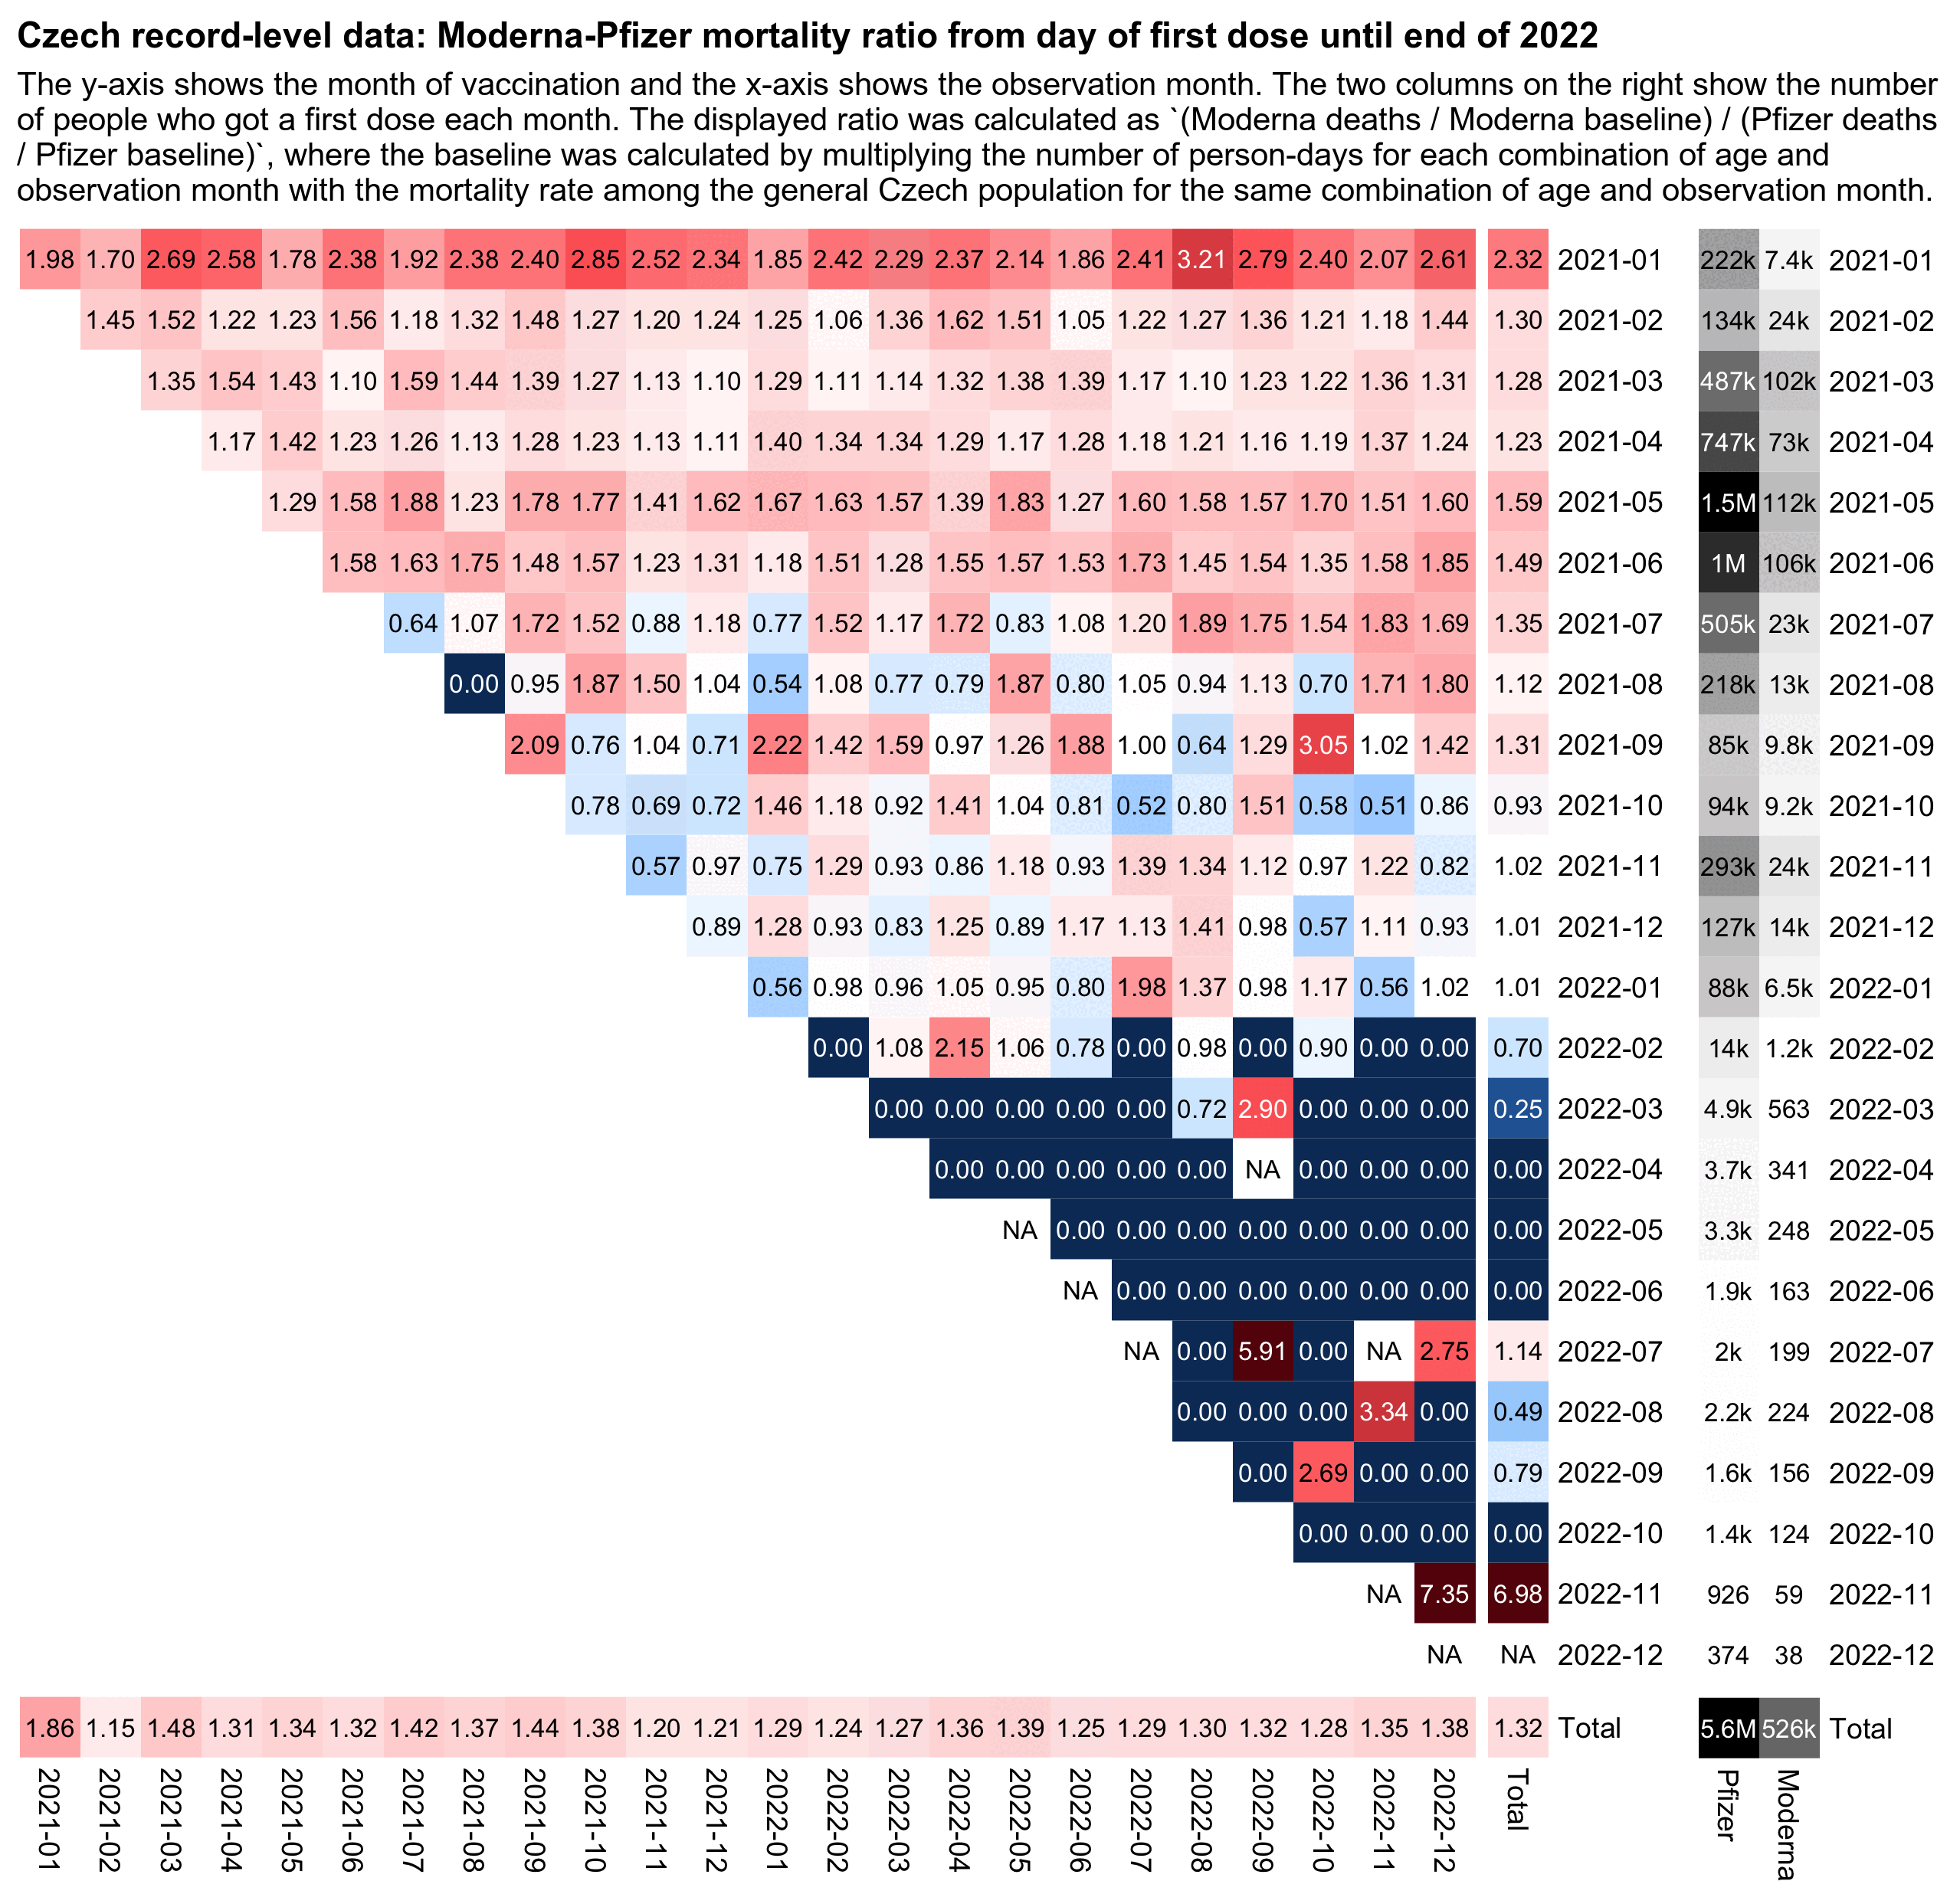 Czech record-level data: Moderna-Pfizer mortality ratio from day of first dose until end of 2022
The y-axis shows the month of vaccination and the x-axis shows the observation month. The two columns on the right show the number
of people who got a first dose each month. The displayed ratio was calculated as `(Moderna deaths / Moderna baseline) / (Pfizer deaths
/ Pfizer baseline)`, where the baseline was calculated by multiplying the number of person-days for each combination of age and
observation month with the mortality rate among the general Czech population for the same combination of age and observation month.
1.98 1.70 2.69 2.58 1.78 2.38 1.92 2.38 2.40 2.85 2.52 2.34 1.85 2.42 2.29 2.37 2.14 1.86 2.41 3.21 2.79 2.40 2.07 2.61 2.32 2021-01 222k 7.4k 2021-01
1.45 1.52 1.22 1.23 1.56 1.18 1.32 1.48 1.27 1.20 1.24 1.25 1.06 1.36 1.62 1.51 1.05 1.22 1.27 1.36 1.21 1.18 1.44 1.30 2021-02 134k 24k 2021-02
1.35 1.54 1.43 1.10 1.59 1.44 1.39 1.27 1.13 1.10 1.29 1.11 1.14 1.32 1.38 1.39 1.17 1.10 1.23 1.22 1.36 1.31 1.28 2021-03 487k 102k 2021-03
1.17 1.42 1.23 1.26 1.13 1.28 1.23 1.13 1.11 1.40 1.34 1.34 1.29 1.17 1.28 1.18 1.21 1.16 1.19 1.37 1.24 1.23 2021-04 747k 73k 2021-04
1.29 1.58 1.88 1.23 1.78 1.77 1.41 1.62 1.67 1.63 1.57 1.39 1.83 1.27 1.60 1.58 1.57 1.70 1.51 1.60 1.59 2021-05 1.5M 112k 2021-05
1.58 1.63 1.75 1.48 1.57 1.23 1.31 1.18 1.51 1.28 1.55 1.57 1.53 1.73 1.45 1.54 1.35 1.58 1.85 1.49 2021-06 1M 106k 2021-06
0.64 1.07 1.72 1.52 0.88 1.18 0.77 1.52 1.17 1.72 0.83 1.08 1.20 1.89 1.75 1.54 1.83 1.69 1.35 2021-07 505k 23k 2021-07
0.00 0.95 1.87 1.50 1.04 0.54 1.08 0.77 0.79 1.87 0.80 1.05 0.94 1.13 0.70 1.71 1.80 1.12 2021-08 218k 13k 2021-08
2.09 0.76 1.04 0.71 2.22 1.42 1.59 0.97 1.26 1.88 1.00 0.64 1.29 3.05 1.02 1.42 1.31 2021-09 85k 9.8k 2021-09
0.78 0.69 0.72 1.46 1.18 0.92 1.41 1.04 0.81 0.52 0.80 1.51 0.58 0.51 0.86 0.93 2021-10 94k 9.2k 2021-10
0.57 0.97 0.75 1.29 0.93 0.86 1.18 0.93 1.39 1.34 1.12 0.97 1.22 0.82 1.02 2021-11 293k 24k 2021-11
0.89 1.28 0.93 0.83 1.25 0.89 1.17 1.13 1.41 0.98 0.57 1.11 0.93 1.01 2021-12 127k 14k 2021-12
0.56 0.98 0.96 1.05 0.95 0.80 1.98 1.37 0.98 1.17 0.56 1.02 1.01 2022-01 88k 6.5k 2022-01
0.00 1.08 2.15 1.06 0.78 0.00 0.98 0.00 0.90 0.00 0.00 0.70 2022-02 14k 1.2k 2022-02
0.00 0.00 0.00 0.00 0.00 0.72 2.90 0.00 0.00 0.00 0.25 2022-03 4.9k 563 2022-03
0.00 0.00 0.00 0.00 0.00 NA 0.00 0.00 0.00 0.00 2022-04 3.7k 341 2022-04
NA 0.00 0.00 0.00 0.00 0.00 0.00 0.00 0.00 2022-05 3.3k 248 2022-05
NA 0.00 0.00 0.00 0.00 0.00 0.00 0.00 2022-06 1.9k 163 2022-06
NA 0.00 5.91 0.00 NA 2.75 1.14 2022-07 2k 199 2022-07
0.00 0.00 0.00 3.34 0.00 0.49 2022-08 2.2k 224 2022-08
0.00 2.69 0.00 0.00 0.79 2022-09 1.6k 156 2022-09
0.00 0.00 0.00 0.00 2022-10 1.4k 124 2022-10
NA 7.35 6.98 2022-11 926 59 2022-11
NA NA 2022-12 374 38 2022-12
1.86 1.15 1.48 1.31 1.34 1.32 1.42 1.37 1.44 1.38 1.20 1.21 1.29 1.24 1.27 1.36 1.39 1.25 1.29 1.30 1.32 1.28 1.35 1.38 1.32 Total 5.6M 526k Total
2021-01 2021-02 2021-03 2021-04 2021-05 2021-06 2021-07 2021-08 2021-09 2021-10 2021-11 2021-12 2022-01 2022-02 2022-03 2022-04 2022-05 2022-06 2022-07 2022-08 2022-09 2022-10 2022-11 2022-12 Total Pfizer Moderna